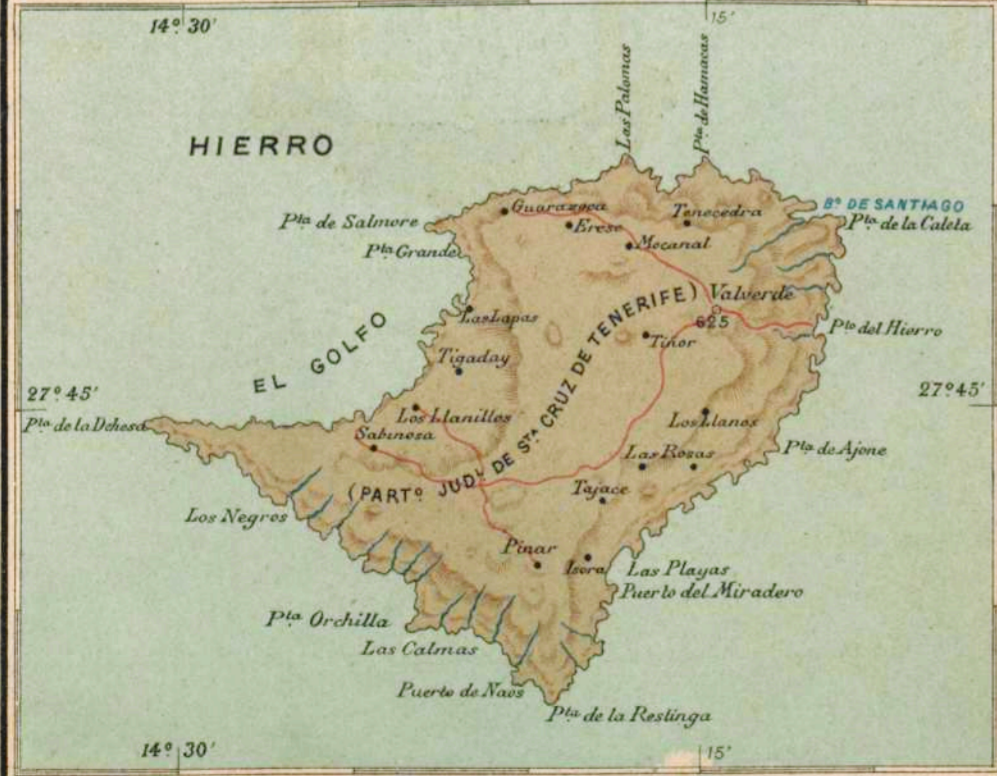 14º 30'
15'
HIERRO
Las Palomas
Pta de Hamacas
Bº DE SANTIAGO
Pta de Salmore
Guarazoca
Erese
Tenecedra
Pta de la Caleta
Pta Grande
Mocanal
Valverde
625
Pto del Hierro
Las Lapas
Tiñor
EL GOLFO
Tigaday
27º 45'
27º 45'
Pta de la Dehesa
Los Llanillos
Los Llanos
Sabinosa
Pta de Ajone
Las Rosas
(PARTº JUDL DE STA CRUZ DE TENERIFE)
Tajace
Los Negros
Pinar
Isora
Las Playas
Puerto del Miradero
Pta Orchilla
Las Calmas
Puerto de Naos
Pta de la Restinga
14º 30'
15'